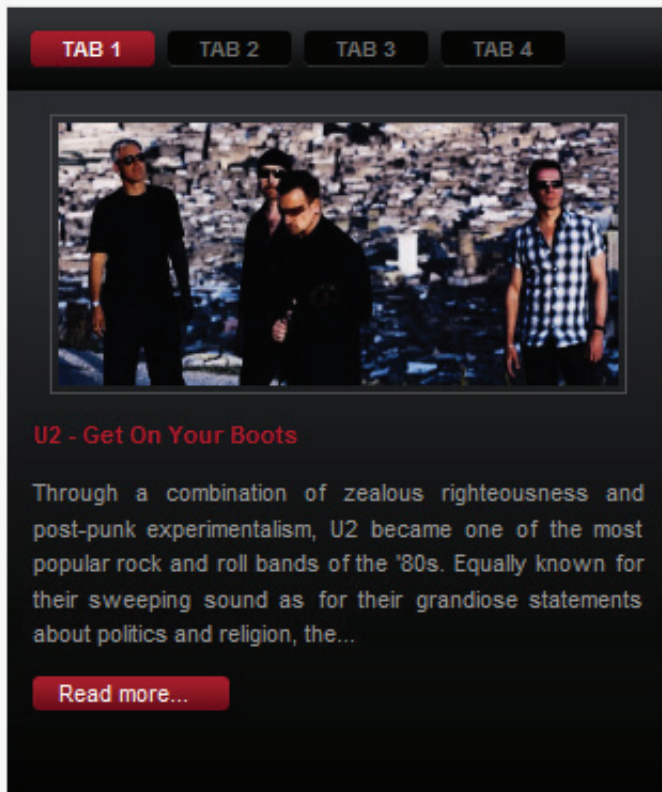 TAB 1 TAB 2 TAB 3 TAB 4
U2 - Get On Your Boots
Through a combination of zealous righteousness and
post-punk experimentalism, U2 became one of the most
popular rock and roll bands of the '80s. Equally known for
their sweeping sound as for their grandiose statements
about politics and religion, the...
Read more...